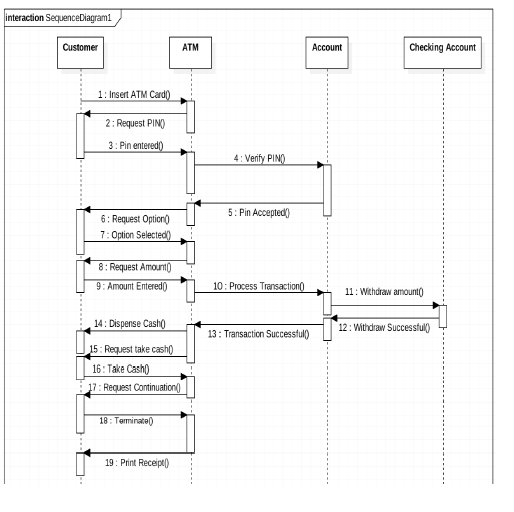 interaction SequenceDiagram1
Customer
ATM
Account
Checking Account
1 : Insert ATM Card()
2 : Request PIN()
3 : Pin entered()
4 : Verify PIN()
5 : Pin Accepted()
6 : Request Option()
7 : Option Selected()
8 : Request Amount()
9 : Amount Entered()
10 : Process Transaction()
11 : Withdraw amount()
12 : Withdraw Successful()
13 : Transaction Successful()
14 : Dispense Cash()
15 : Request take cash()
16 : Take Cash()
17 : Request Continuation()
18 : Terminate()
19 : Print Receipt()